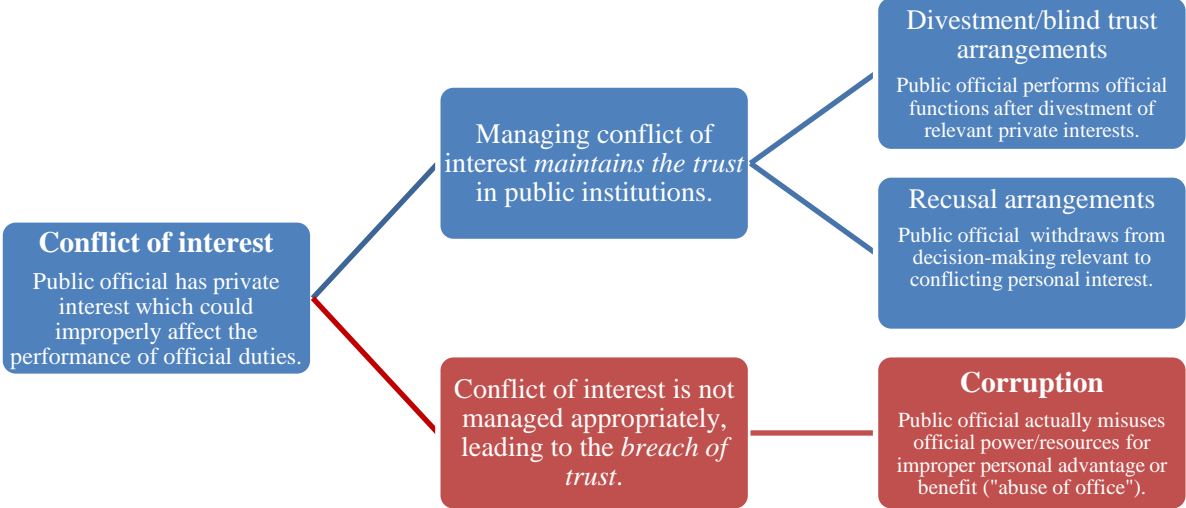 Conflict of interest
Public official has private
interest which could
improperly affect the
performance of official duties.
Managing conflict of
interest maintains the trust
in public institutions.
Divestment/blind trust
arrangements
Public official performs official
functions after divestment of
relevant private interests.
Recusal arrangements
Public official withdraws from
decision-making relevant to
conflicting personal interest.
Conflict of interest is not
managed appropriately,
leading to the breach of
trust.
Corruption
Public official actually misuses
official power/resources for
improper personal advantage or
benefit ("abuse of office").